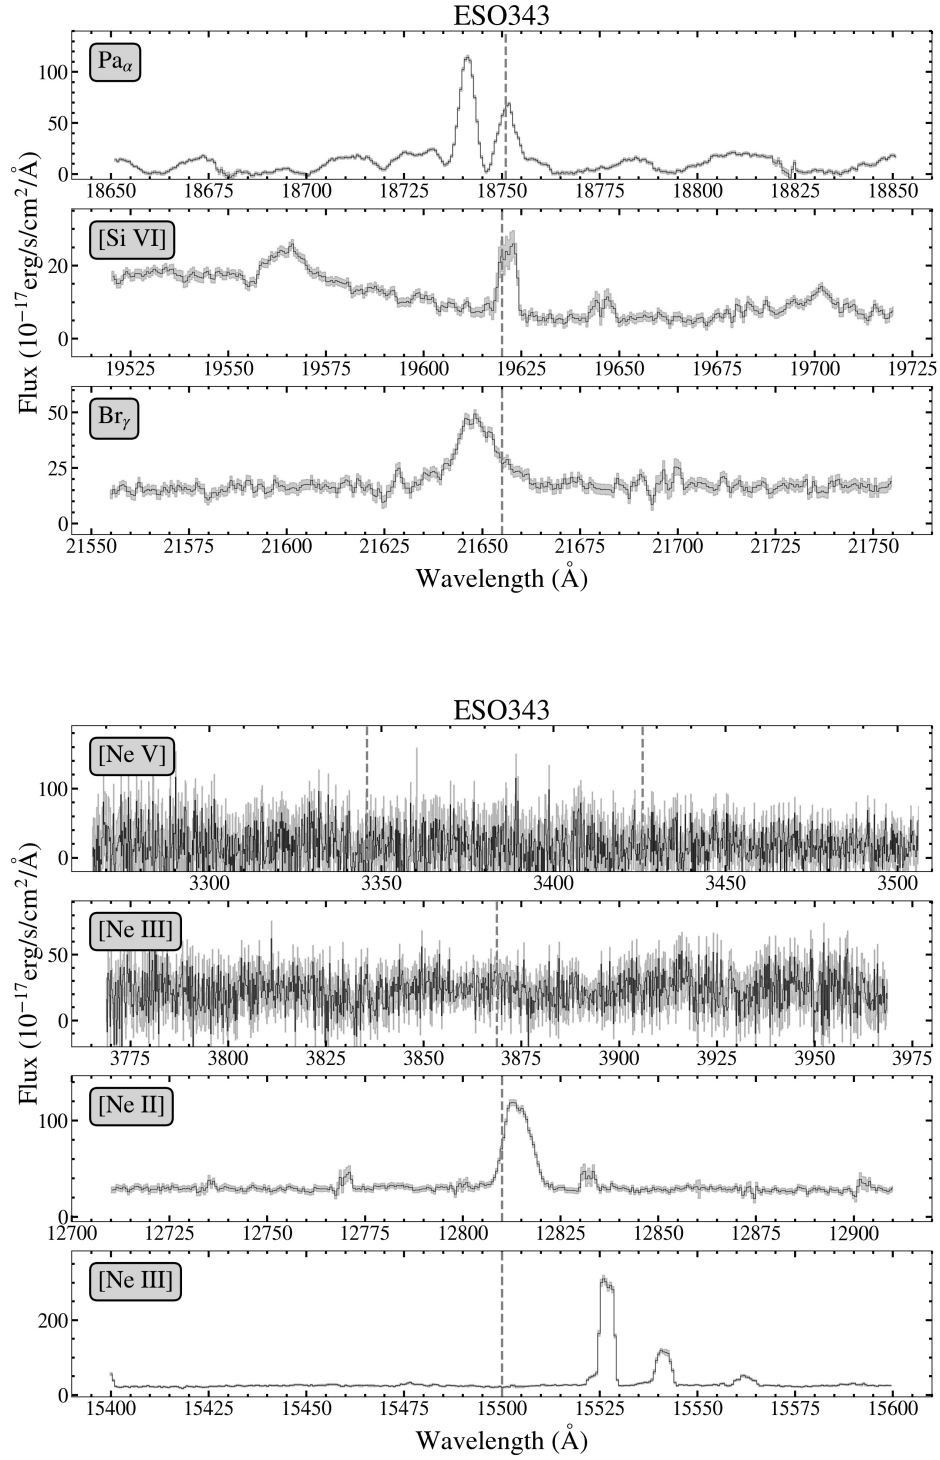 ESO343
Pa_α
100
50
0
18650 18675 18700 18725 18750 18775 18800 18825 18850
[Si VI]
20
0
19525 19550 19575 19600 19625 19650 19675 19700 19725
Br_γ
50
25
0
21550 21575 21600 21625 21650 21675 21700 21725 21750
Flux (10^−17 erg/s/cm^2/Å)
Wavelength (Å)
ESO343
[Ne V]
100
0
3300 3350 3400 3450 3500
[Ne III]
50
0
3775 3800 3825 3850 3875 3900 3925 3950 3975
[Ne II]
100
0
12700 12725 12750 12775 12800 12825 12850 12875 12900
[Ne III]
200
0
15400 15425 15450 15475 15500 15525 15550 15575 15600
Flux (10^−17 erg/s/cm^2/Å)
Wavelength (Å)